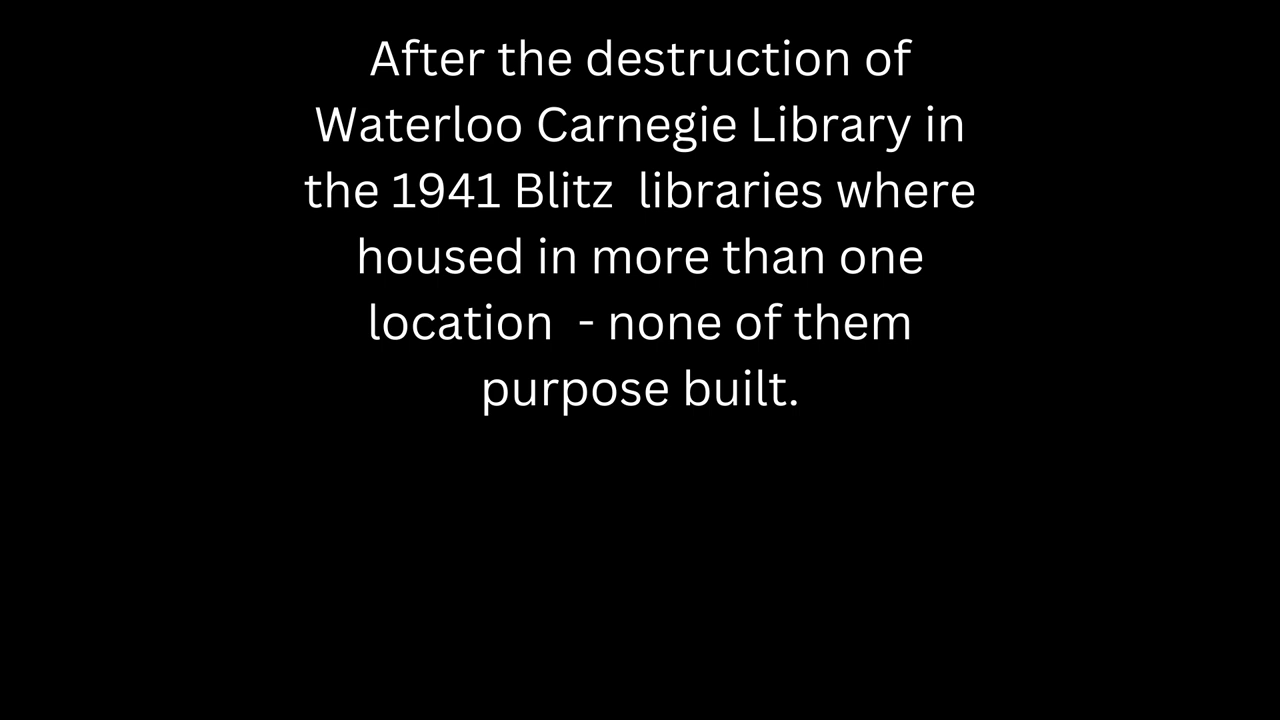 After the destruction of
Waterloo Carnegie Library in
the 1941 Blitz  libraries where
housed in more than one
location  - none of them
purpose built.